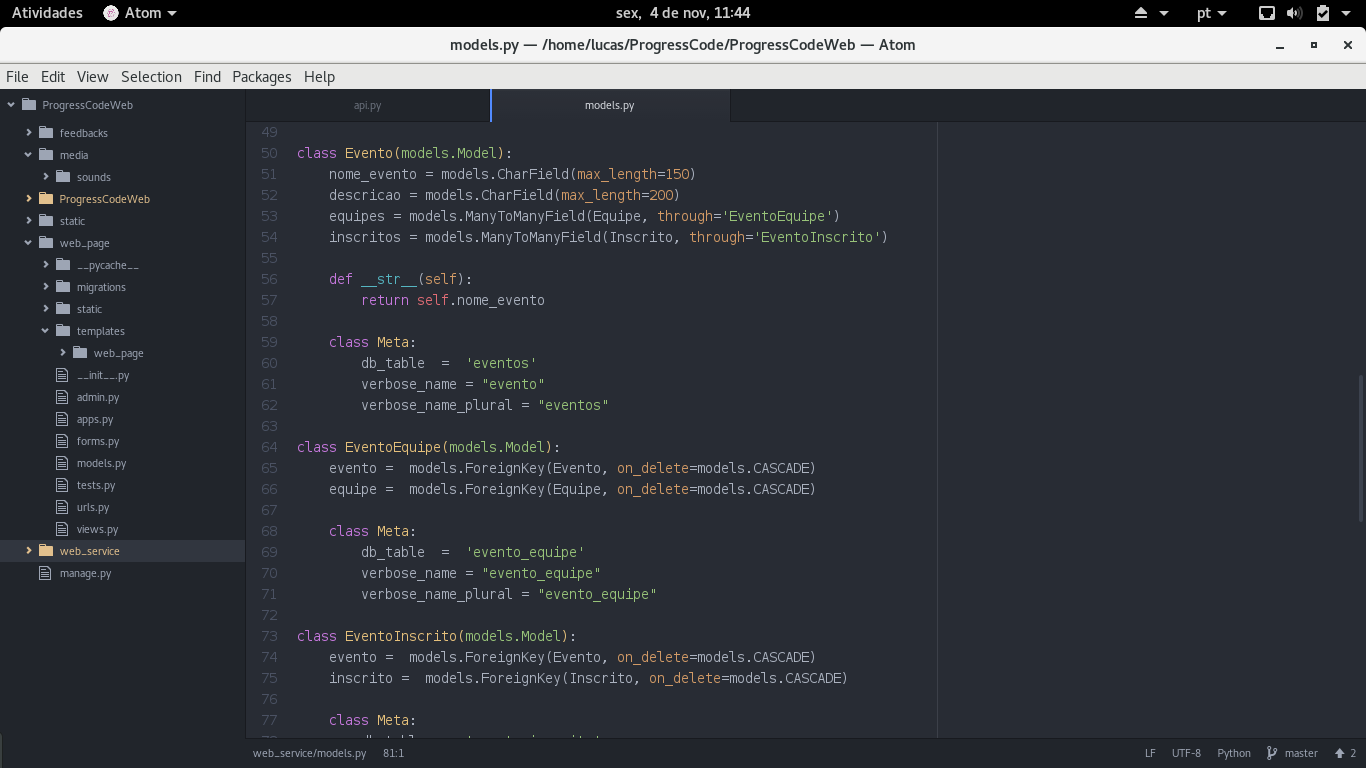 Atividades Atom sex, 4 de nov, 11:44 pt
models.py — /home/lucas/ProgressCode/ProgressCodeWeb — Atom
File Edit View Selection Find Packages Help
ProgressCodeWeb
feedbacks
media
sounds
ProgressCodeWeb
static
web_page
__pycache__
migrations
static
templates
web_page
__init__.py
admin.py
apps.py
forms.py
models.py
tests.py
urls.py
views.py
web_service
manage.py
api.py models.py
49
50 class Evento(models.Model):
51     nome_evento = models.CharField(max_length=150)
52     descricao = models.CharField(max_length=200)
53     equipes = models.ManyToManyField(Equipe, through='EventoEquipe')
54     inscritos = models.ManyToManyField(Inscrito, through='EventoInscrito')
55
56     def __str__(self):
57         return self.nome_evento
58
59     class Meta:
60         db_table  =  'eventos'
61         verbose_name = "evento"
62         verbose_name_plural = "eventos"
63
64 class EventoEquipe(models.Model):
65     evento =  models.ForeignKey(Evento, on_delete=models.CASCADE)
66     equipe =  models.ForeignKey(Equipe, on_delete=models.CASCADE)
67
68     class Meta:
69         db_table  =  'evento_equipe'
70         verbose_name = "evento_equipe"
71         verbose_name_plural = "evento_equipe"
72
73 class EventoInscrito(models.Model):
74     evento =  models.ForeignKey(Evento, on_delete=models.CASCADE)
75     inscrito =  models.ForeignKey(Inscrito, on_delete=models.CASCADE)
76
77     class Meta:
web_service/models.py 81:1 LF UTF-8 Python master 2